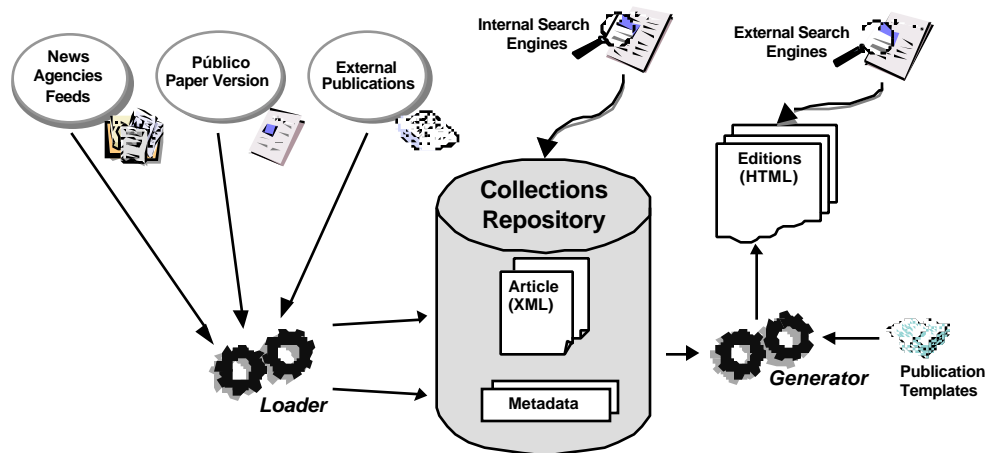 News
Agencies
Feeds
Público
Paper Version
External
Publications
Internal Search
Engines
External Search
Engines
Collections
Repository
Article
(XML)
Metadata
Loader
Editions
(HTML)
Generator
Publication
Templates